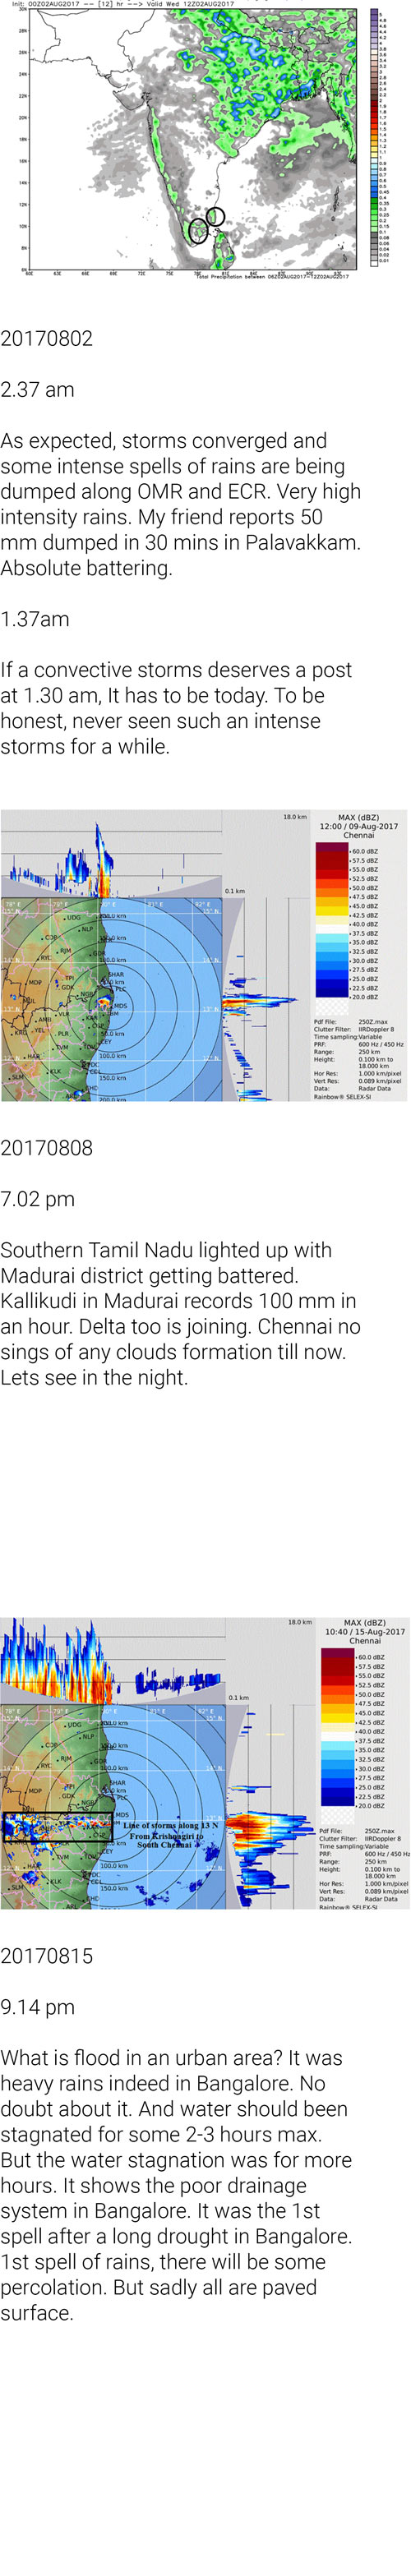 Init: 00Z02AUG2017 -- [12] hr --> Valid Wed 12Z02AUG2017
Total Precipitation between 06Z02AUG2017-12Z02AUG2017
20170802
2.37 am
As expected, storms converged and
some intense spells of rains are being
dumped along OMR and ECR. Very high
intensity rains. My friend reports 50
mm dumped in 30 mins in Palavakkam.
Absolute battering.
1.37am
If a convective storms deserves a post
at 1.30 am, It has to be today. To be
honest, never seen such an intense
storms for a while.
18.0 km
0.1 km
MAX (dBZ)
12:00 / 09-Aug-2017
Chennai
60.0 dBZ
57.5 dBZ
55.0 dBZ
52.5 dBZ
50.0 dBZ
47.5 dBZ
45.0 dBZ
42.5 dBZ
40.0 dBZ
37.5 dBZ
35.0 dBZ
32.5 dBZ
30.0 dBZ
27.5 dBZ
25.0 dBZ
22.5 dBZ
20.0 dBZ
Pdf File: 250Z.max
Clutter Filter: IIRDoppler 8
Time sampling:Variable
PRF: 600 Hz / 450 Hz
Range: 250 km
Height: 0.100 km to
18.000 km
Hor Res: 1.000 km/pixel
Vert Res: 0.089 km/pixel
Data: Radar Data
Rainbow® SELEX-SI
20170808
7.02 pm
Southern Tamil Nadu lighted up with
Madurai district getting battered.
Kallikudi in Madurai records 100 mm in
an hour. Delta too is joining. Chennai no
sings of any clouds formation till now.
Lets see in the night.
18.0 km
0.1 km
MAX (dBZ)
10:40 / 15-Aug-2017
Chennai
60.0 dBZ
57.5 dBZ
55.0 dBZ
52.5 dBZ
50.0 dBZ
47.5 dBZ
45.0 dBZ
42.5 dBZ
40.0 dBZ
37.5 dBZ
35.0 dBZ
32.5 dBZ
30.0 dBZ
27.5 dBZ
25.0 dBZ
22.5 dBZ
20.0 dBZ
Line of storms along 13 N
From Krishnagiri to
South Chennai
Pdf File: 250Z.max
Clutter Filter: IIRDoppler 8
Time sampling:Variable
PRF: 600 Hz / 450 Hz
Range: 250 km
Height: 0.100 km to
18.000 km
Hor Res: 1.000 km/pixel
Vert Res: 0.089 km/pixel
Data: Radar Data
Rainbow® SELEX-SI
20170815
9.14 pm
What is flood in an urban area? It was
heavy rains indeed in Bangalore. No
doubt about it. And water should been
stagnated for some 2-3 hours max.
But the water stagnation was for more
hours. It shows the poor drainage
system in Bangalore. It was the 1st
spell after a long drought in Bangalore.
1st spell of rains, there will be some
percolation. But sadly all are paved
surface.